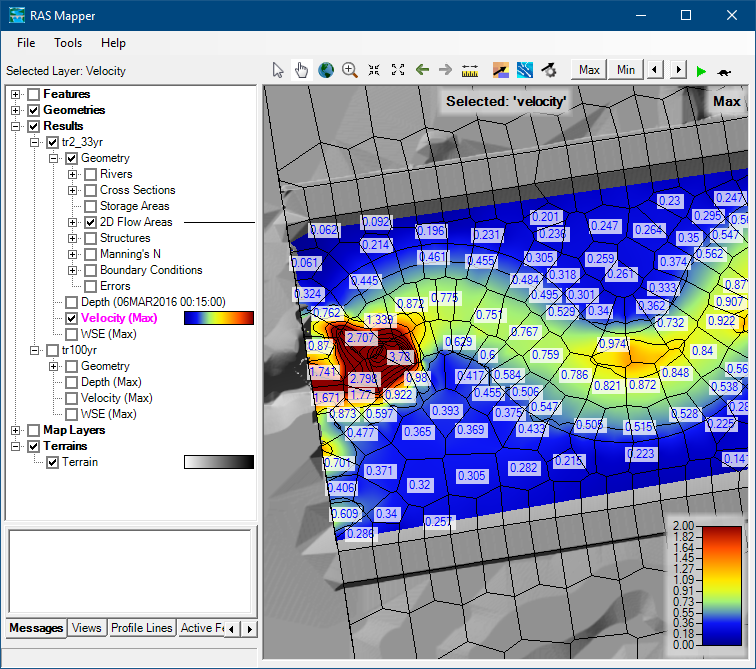 RAS Mapper
File Tools Help
Selected Layer: Velocity
Max Min
Features
Geometries
Results
tr2_33yr
Geometry
Rivers
Cross Sections
Storage Areas
2D Flow Areas
Structures
Manning's N
Boundary Conditions
Errors
Depth (06MAR2016 00:15:00)
Velocity (Max)
WSE (Max)
tr100yr
Geometry
Depth (Max)
Velocity (Max)
WSE (Max)
Map Layers
Terrains
Terrain
Messages Views Profile Lines Active Fe
Selected: 'velocity'
Max
0.23 0.247
0.062 0.092 0.196 0.231 0.201 0.236 0.247 0.264 0.295
0.214 0.35 0.547
0.061 0.461 0.455 0.305 0.259 0.374 0.562
0.324 0.445 0.484 0.318 0.261 0.333
0.762 0.872 0.775 0.495 0.301 0.362 0.907
1.339 0.751 0.529 0.34 0.732 0.922
0.87 2.707 0.629 0.767 0.974
3.78 0.6 0.759 0.84
1.741 2.798 0.98 0.417 0.584 0.786 0.848
1.671 1.77 0.922 0.455 0.506 0.821 0.872 0.538
0.873 0.597 0.393 0.375 0.547 0.528
0.477 0.365 0.369 0.433 0.505 0.515 0.225
0.701 0.371 0.305 0.282 0.215 0.223
0.406 0.32
0.609 0.34 0.257
0.286
2.00
1.82
1.64
1.45
1.27
1.09
0.91
0.73
0.55
0.36
0.18
0.00